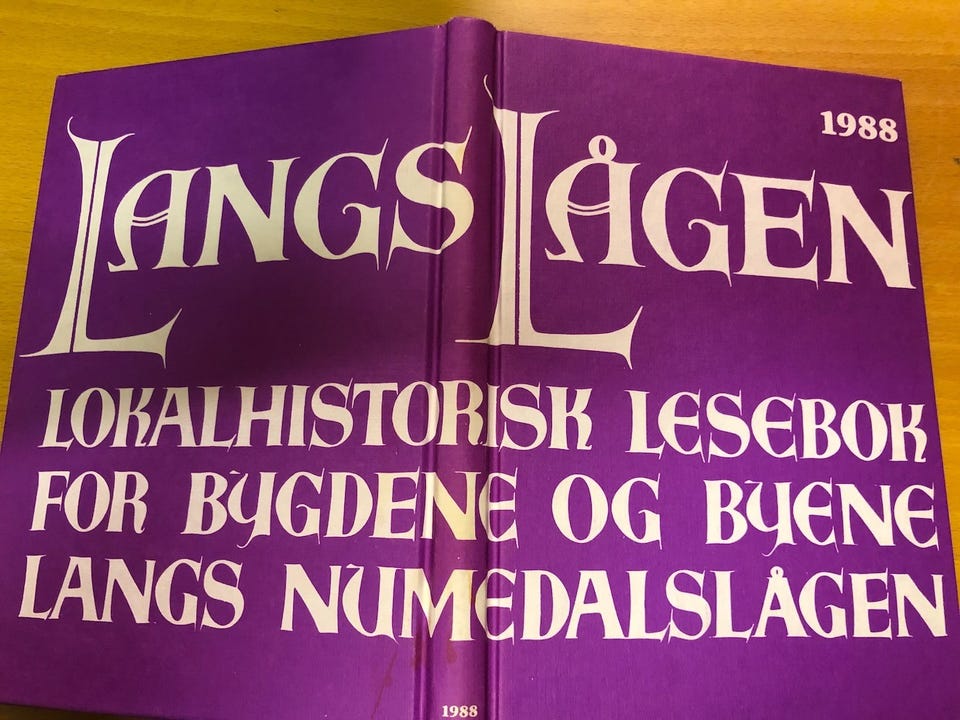 1988
LANGS LÅGEN
LOKALHISTORISK LESEBOK
FOR BYGDENE OG BYENE
LANGS NUMEDALSLÅGEN
1988